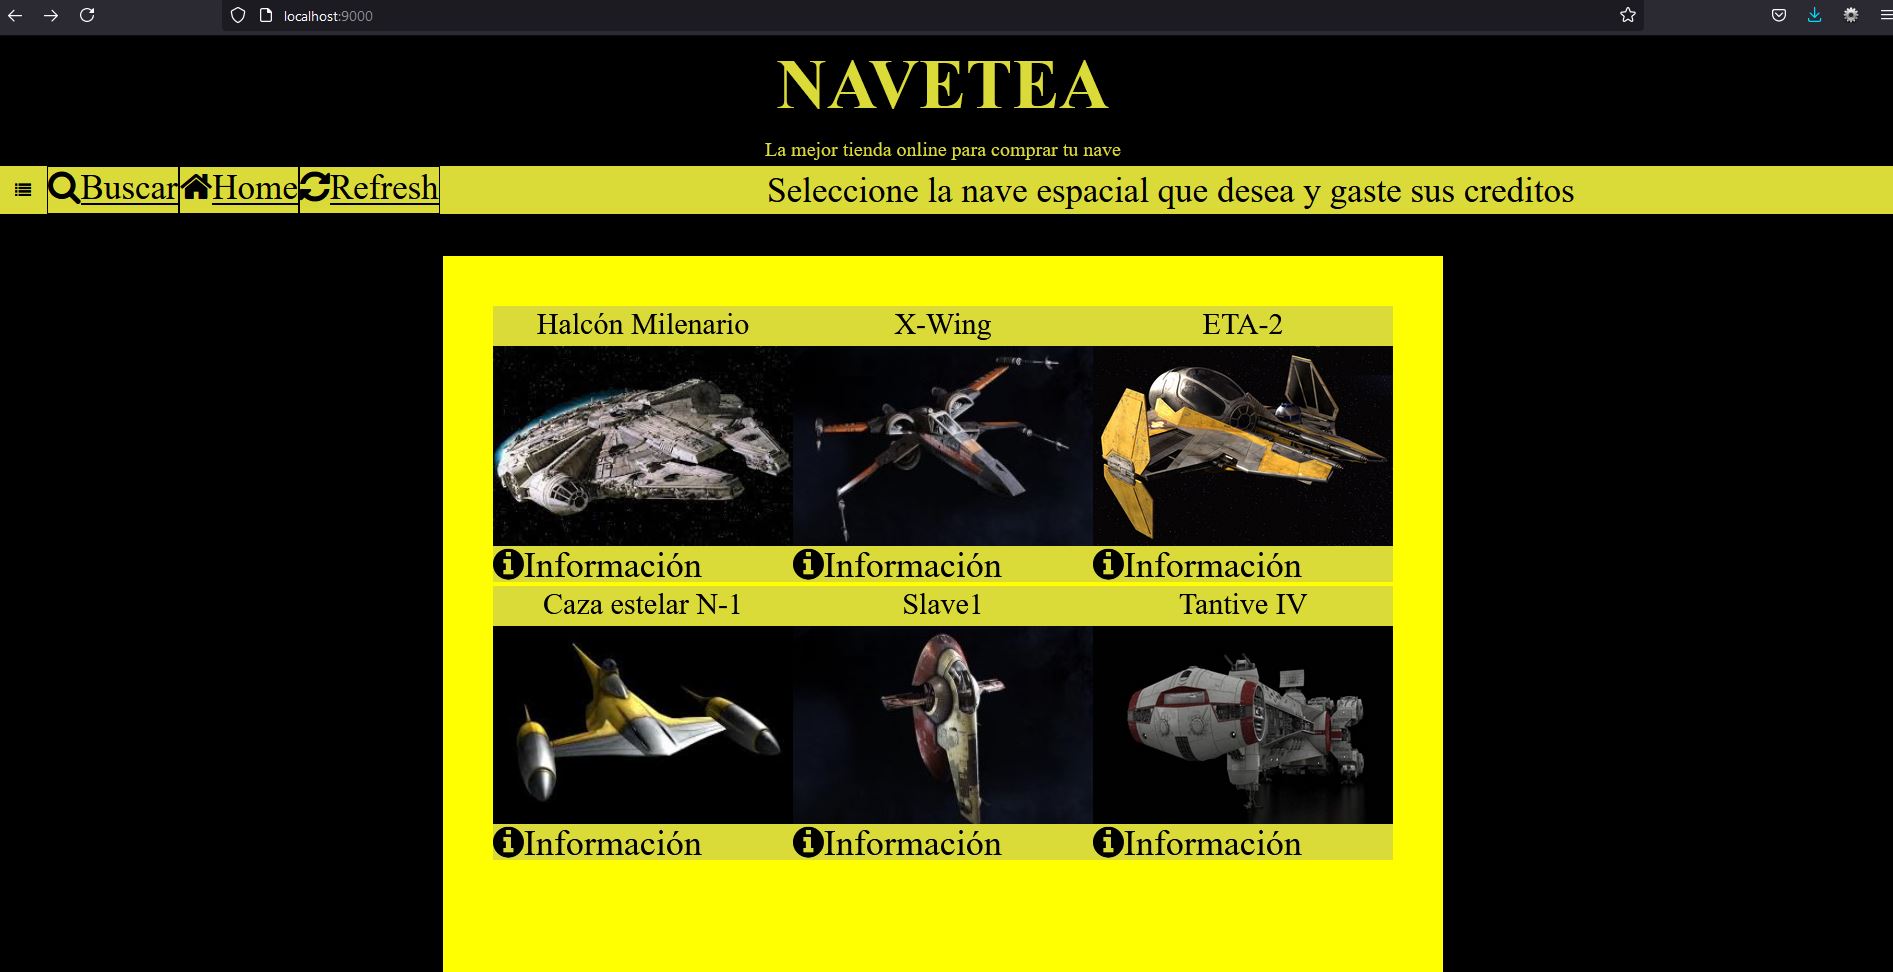 localhost:9000
NAVETEA
La mejor tienda online para comprar tu nave
Buscar Home Refresh Seleccione la nave espacial que desea y gaste sus creditos
Halcón Milenario X-Wing ETA-2
Información Información Información
Caza estelar N-1 Slave1 Tantive IV
Información Información Información